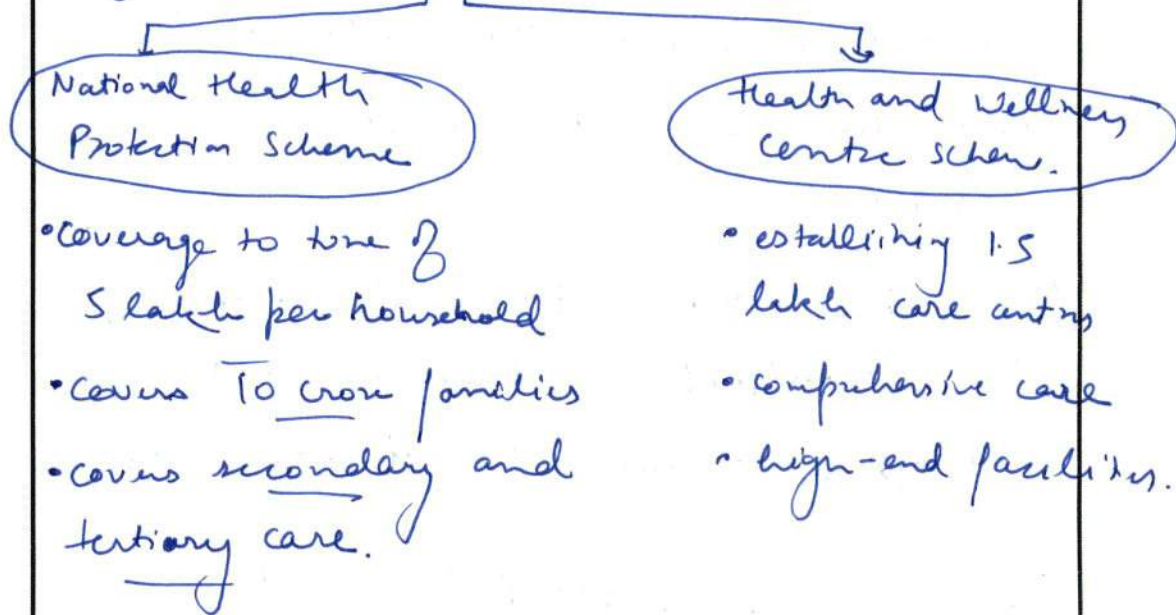 National Health
Protection Scheme
• coverage to tune of
5 lakh per household
• covers 10 crore families
• covers secondary and
tertiary care.
Health and Wellness
Centre Schem.
• establishing 1.5
lakh care centres
• comprehensive care
• high-end facilities.